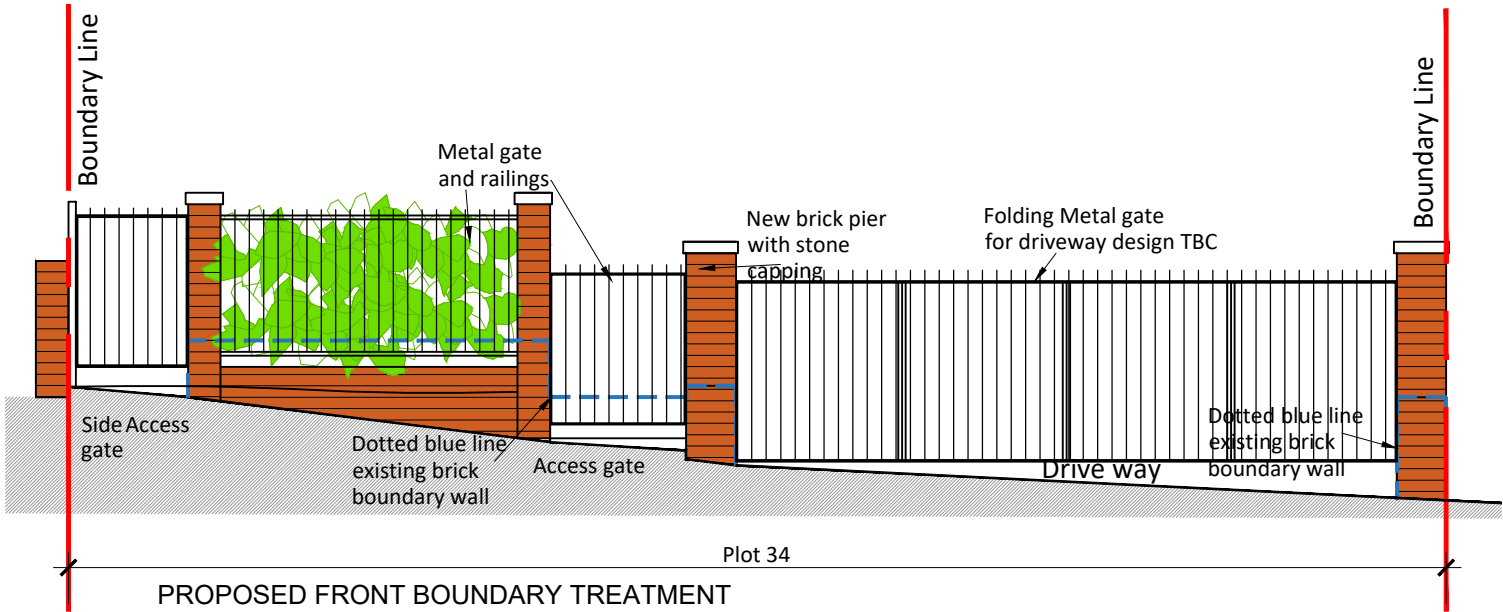 Boundary Line
Boundary Line
Metal gate
and railings
New brick pier
with stone
capping
Folding Metal gate
for driveway design TBC
Side Access
gate
Dotted blue line
existing brick
boundary wall
Access gate
Drive way
Dotted blue line
existing brick
boundary wall
Plot 34
PROPOSED FRONT BOUNDARY TREATMENT